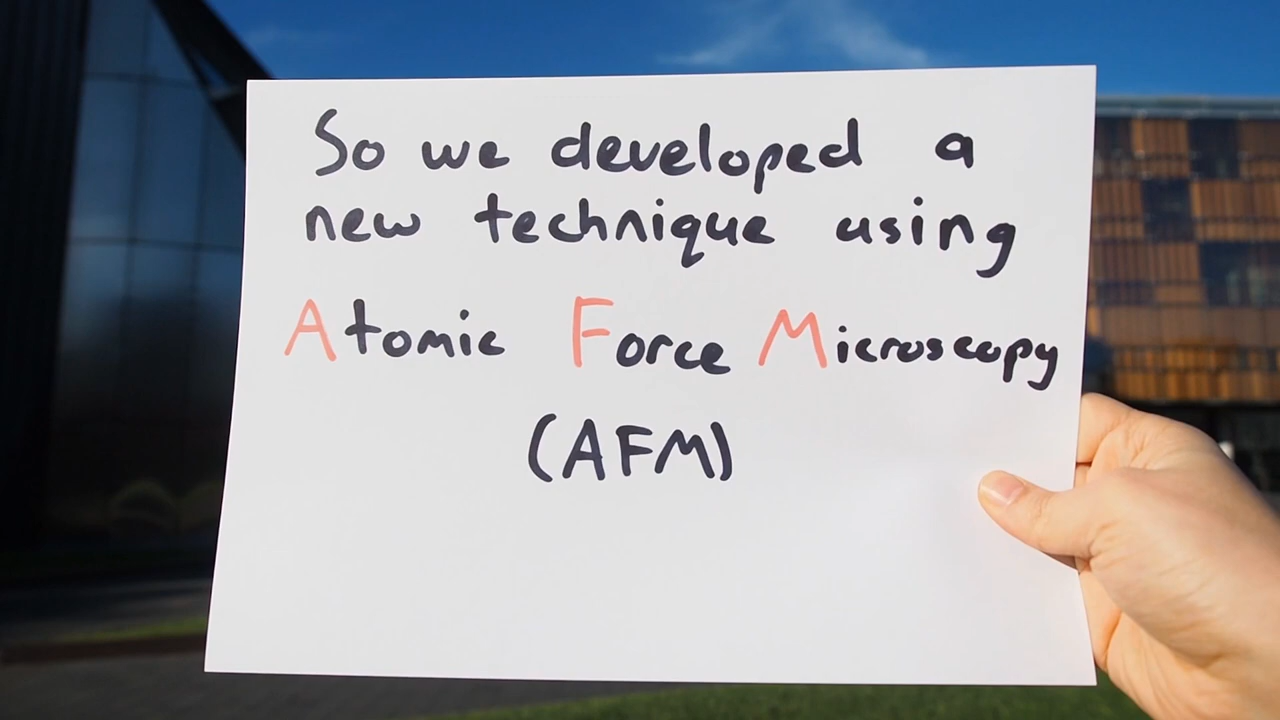 So we developed a
new technique using
Atomic Force Microscopy
(AFM)